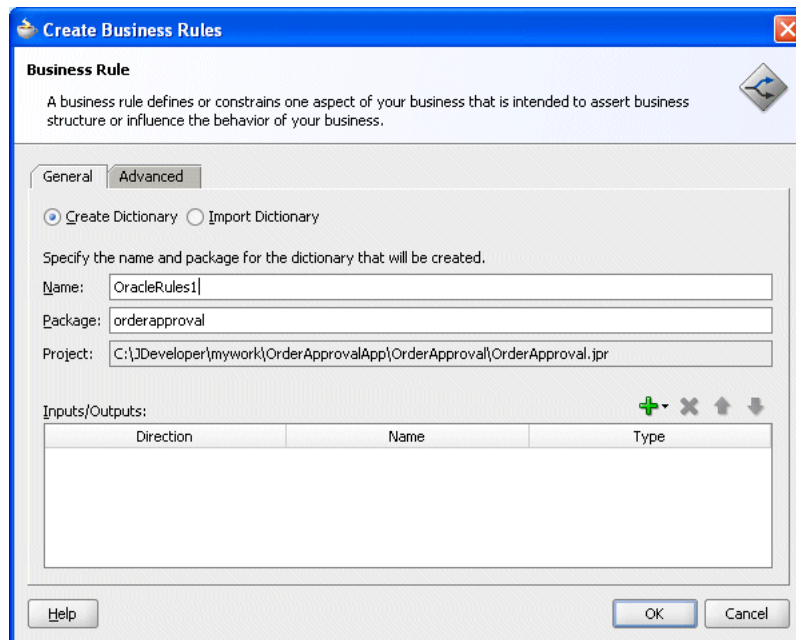 Create Business Rules
Business Rule
A business rule defines or constrains one aspect of your business that is intended to assert business
structure or influence the behavior of your business.
General Advanced
Create Dictionary Import Dictionary
Specify the name and package for the dictionary that will be created.
Name: OracleRules1
Package: orderapproval
Project: C:\JDeveloper\mywork\OrderApprovalApp\OrderApproval\OrderApproval.jpr
Inputs/Outputs:
Direction Name Type
Help OK Cancel